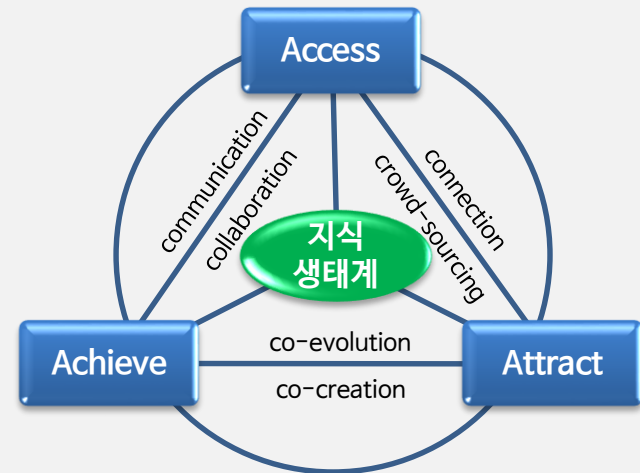 Access
communication
collaboration
connection
crowd-sourcing
지식
생태계
Achieve
co-evolution
co-creation
Attract